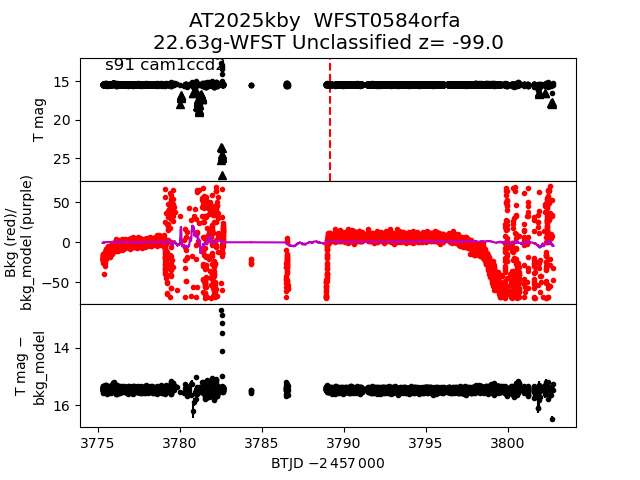 AT2025kby  WFST0584orfa
22.63g-WFST Unclassified z= -99.0
s91 cam1ccd2
T mag
15
20
25
Bkg (red)/
bkg_model (purple)
50
0
−50
T mag −
bkg_model
14
16
3775
3780
3785
3790
3795
3800
BTJD −2 457 000